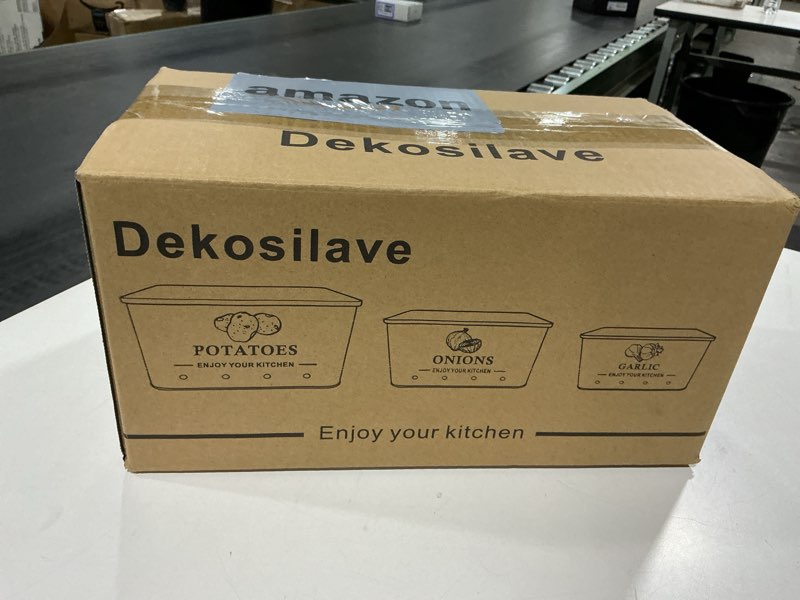 amazon
Dekosilave
Dekosilave
POTATOES
ENJOY YOUR KITCHEN
ONIONS
ENJOY YOUR KITCHEN
GARLIC
ENJOY YOUR KITCHEN
Enjoy your kitchen